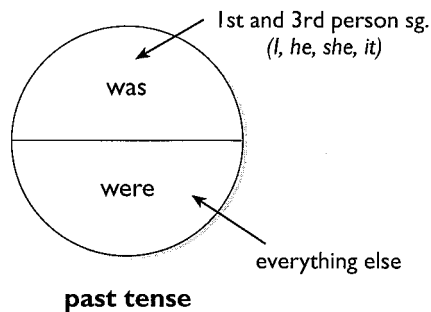 1st and 3rd person sg.
(I, he, she, it)
was
were
everything else
past tense